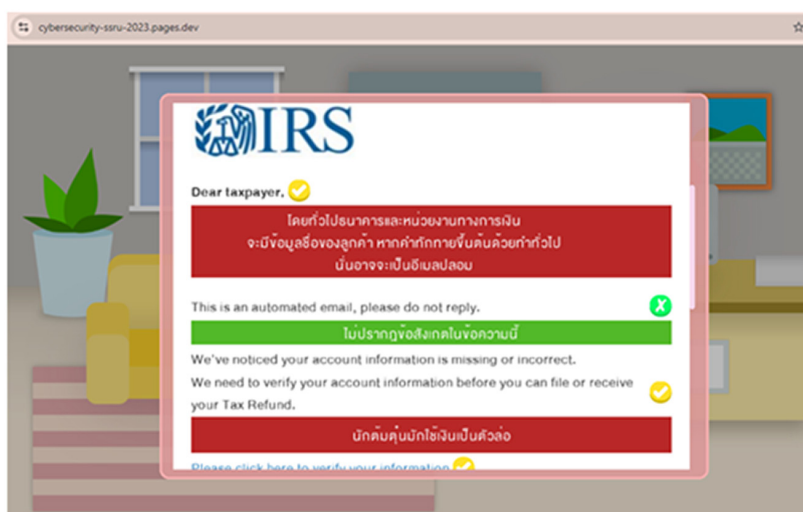 cybersecurity-ssru-2023.pages.dev
IRS
Dear taxpayer,
โดยทั่วไปธนาคารและหน่วยงานทางการเงิน
จะมีข้อมูลชื่อของลูกค้า หากคำทักทายขึ้นต้นด้วยทำทั่วไป
นั่นอาจจะเป็นอีเมลปลอม
This is an automated email, please do not reply.
ไม่ปรากฏข้อสังเกตในข้อความนี้
We've noticed your account information is missing or incorrect.
We need to verify your account information before you can file or receive
your Tax Refund.
นักต้มตุ๋นมักใช้เงินเป็นตัวล่อ
Please click here to verify your information